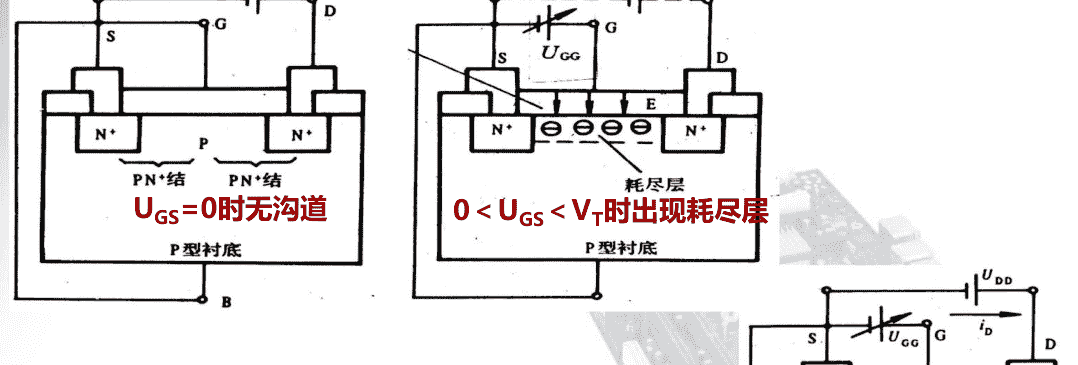 D
S
G
N⁺
N⁺
P
PN⁺结
PN⁺结
U_GS=0时无沟道
P型衬底
B
G
U_GG
S
D
E
N⁺
⊖ ⊖ ⊖ ⊖
N⁺
耗尽层
0＜U_GS＜V_T时出现耗尽层
P型衬底
U_DD
i_D
S
U_GG
G
D